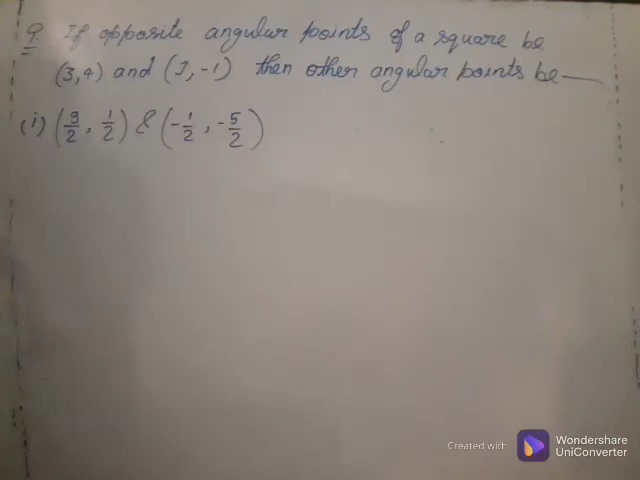 Q. If opposite angular points of a square be
(3,4) and (1,-1) then other angular points be—
(i) (9/2, 1/2) & (-1/2, -5/2)
Created with
Wondershare
UniConverter